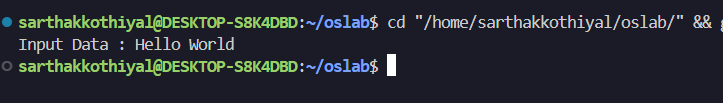 sarthakkothiyal@DESKTOP-S8K4DBD:~/oslab$ cd "/home/sarthakkothiyal/oslab/" && g
Input Data : Hello World
sarthakkothiyal@DESKTOP-S8K4DBD:~/oslab$